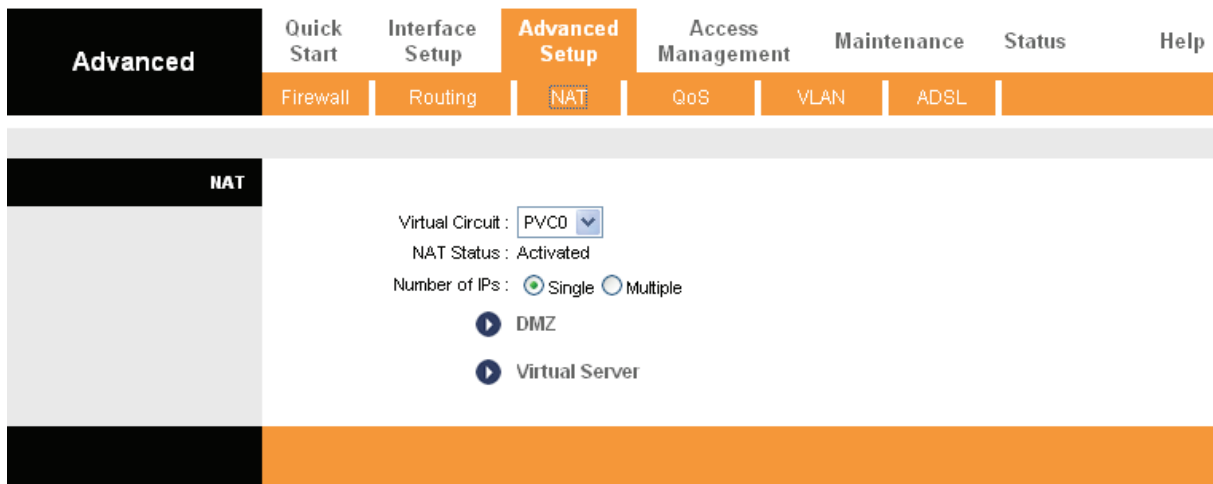 Advanced
Quick Start
Interface Setup
Advanced Setup
Access Management
Maintenance
Status
Help
Firewall
Routing
NAT
QoS
VLAN
ADSL
NAT
Virtual Circuit : PVC0
NAT Status : Activated
Number of IPs : Single Multiple
DMZ
Virtual Server